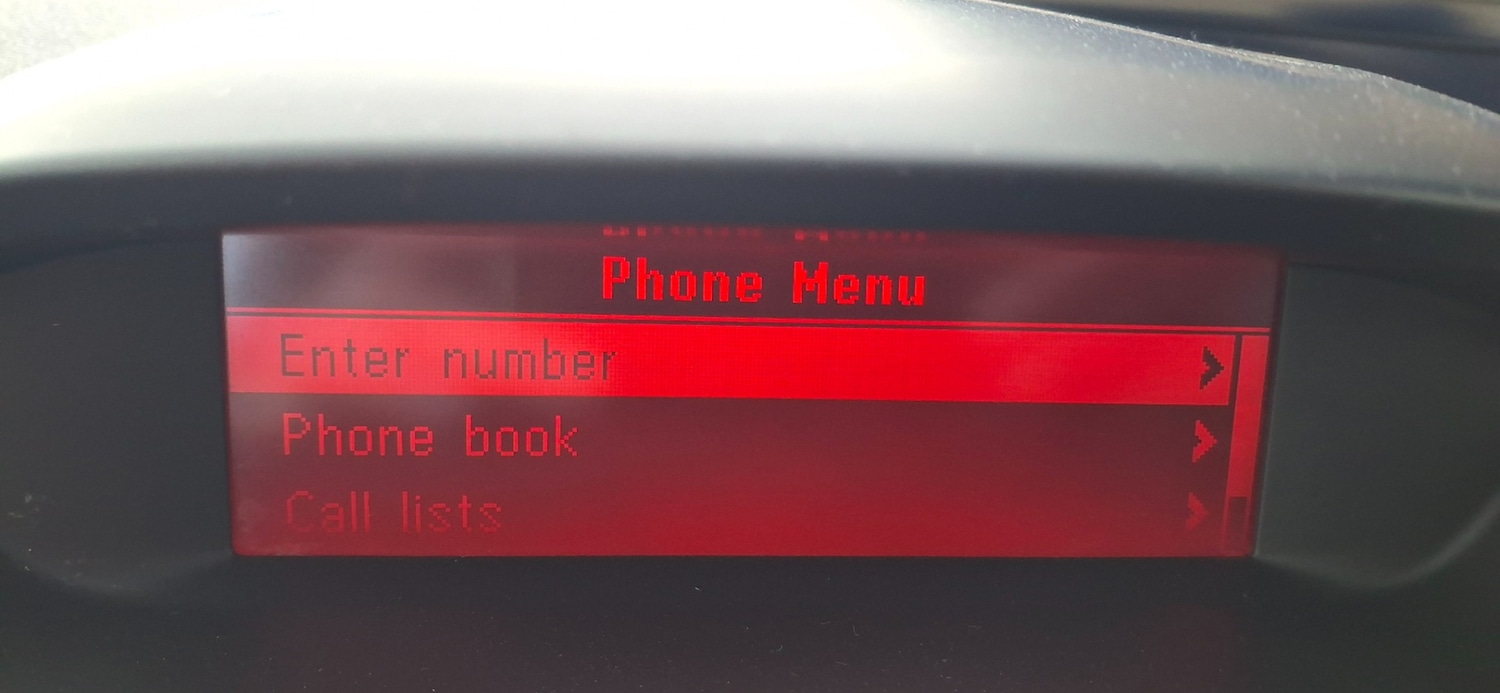 Phone Menu
Enter number
Phone book
Call lists